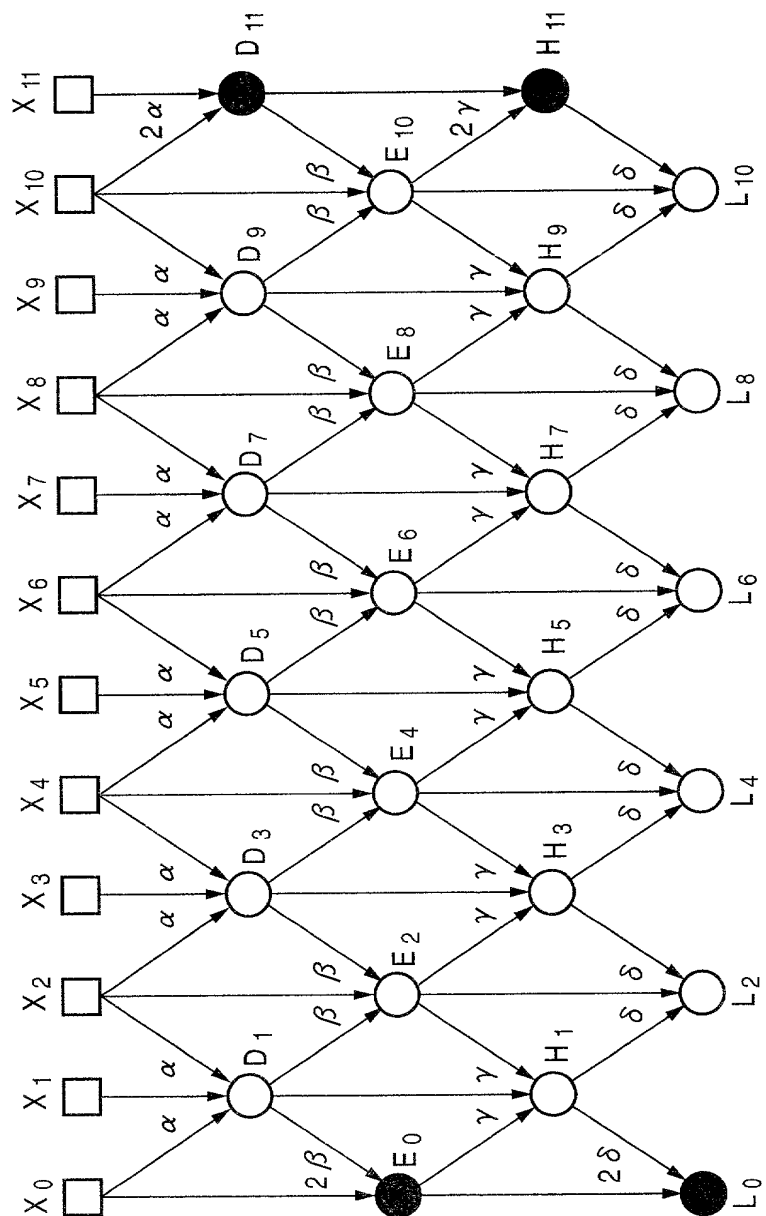 X0 X1 X2 X3 X4 X5 X6 X7 X8 X9 X10 X11
α α α α α α α α α α 2α
D1 D3 D5 D7 D9 D11
2β β β β β β β β β β β
E0 E2 E4 E6 E8 E10
γ γ γ γ γ γ γ γ γ γ 2γ
H1 H3 H5 H7 H9 H11
2δ δ δ δ δ δ δ δ δ δ δ
L0 L2 L4 L6 L8 L10